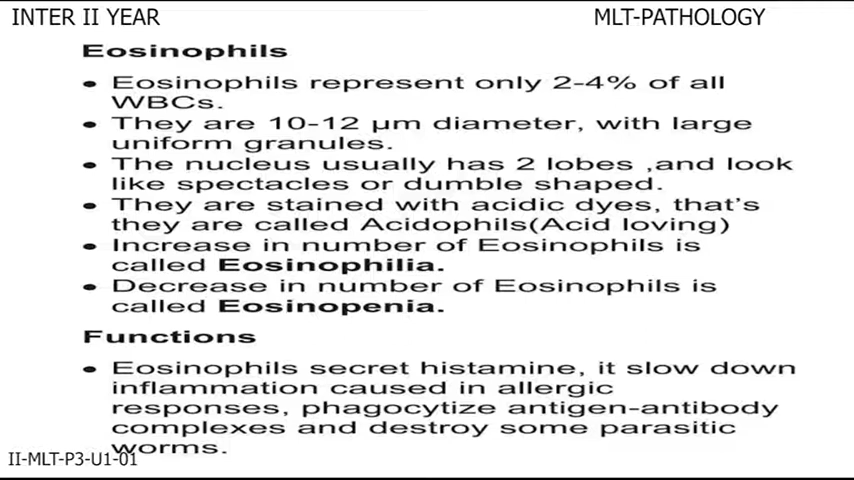 INTER II YEAR
MLT-PATHOLOGY
Eosinophils
• Eosinophils represent only 2-4% of all
WBCs.
• They are 10-12 µm diameter, with large
uniform granules.
• The nucleus usually has 2 lobes ,and look
like spectacles or dumble shaped.
• They are stained with acidic dyes, that's
they are called Acidophils(Acid loving)
• Increase in number of Eosinophils is
called Eosinophilia.
• Decrease in number of Eosinophils is
called Eosinopenia.
Functions
• Eosinophils secret histamine, it slow down
inflammation caused in allergic
responses, phagocytize antigen-antibody
complexes and destroy some parasitic
worms.
II-MLT-P3-U1-01